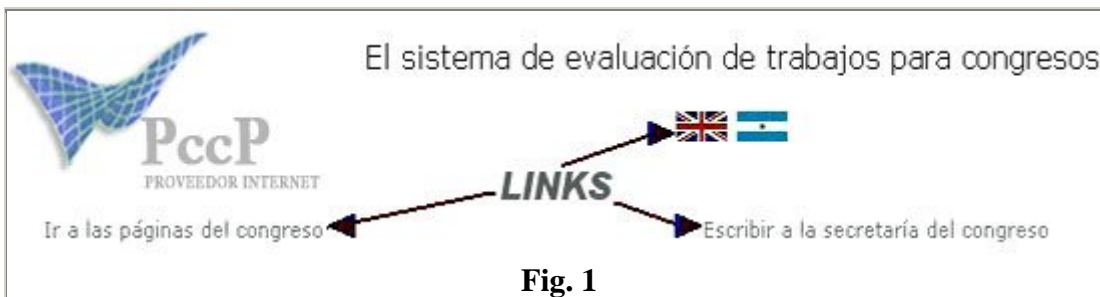 El sistema de evaluación de trabajos para congresos
PccP
PROVEEDOR INTERNET
LINKS
Ir a las páginas del congreso
Escribir a la secretaría del congreso
Fig. 1